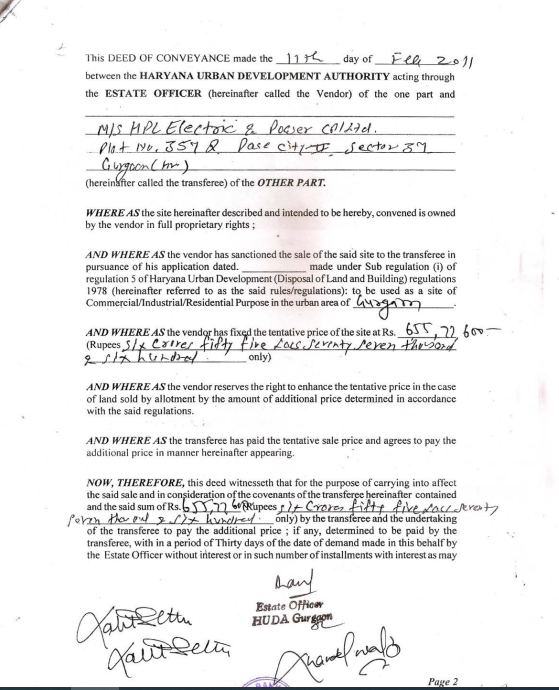 This DEED OF CONVEYANCE made the 11th day of Feb 2011
between the HARYANA URBAN DEVELOPMENT AUTHORITY acting through
the ESTATE OFFICER (hereinafter called the Vendor) of the one part and
M/S HPL Electric & Power Co. Ltd.
Plot No. 357 Q Pace city-II Sector 37
Gurgaon (hr)
(hereinafter called the transferee) of the OTHER PART.
WHERE AS the site hereinafter described and intended to be hereby, convened is owned
by the vendor in full proprietary rights ;
AND WHERE AS the vendor has sanctioned the sale of the said site to the transferee in
pursuance of his application dated. made under Sub regulation (i) of
regulation 5 of Haryana Urban Development (Disposal of Land and Building) regulations
1978 (hereinafter referred to as the said rules/regulations): to be used as a site of
Commercial/Industrial/Residential Purpose in the urban area of Gurgaon
AND WHERE AS the vendor has fixed the tentative price of the site at Rs. 655,77 600—
(Rupees six Crores fifty five Lacs seventy seven thousand
& six hundred. only)
AND WHERE AS the vendor reserves the right to enhance the tentative price in the case
of land sold by allotment by the amount of additional price determined in accordance
with the said regulations.
AND WHERE AS the transferee has paid the tentative sale price and agrees to pay the
additional price in manner hereinafter appearing.
NOW, THEREFORE, this deed witnesseth that for the purpose of carrying into affect
the said sale and in consideration of the covenants of the transferee hereinafter contained
and the said sum of Rs. 655,77 600 (Rupees six Crores fifty five Lacs seventy
& six hundred. only) by the transferee and the undertaking
of the transferee to pay the additional price ; if any, determined to be paid by the
transferee, with in a period of Thirty days of the date of demand made in this behalf by
the Estate Officer without interest or in such number of installments with interest as may
Estate Officer
HUDA Gurgaon
Page 2